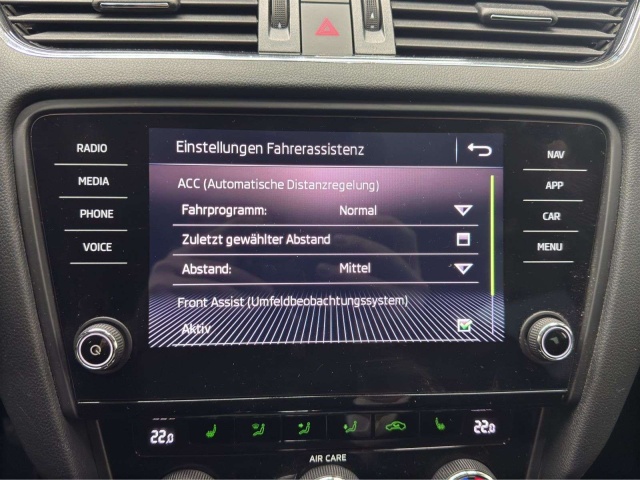 RADIO
MEDIA
PHONE
VOICE
Einstellungen Fahrerassistenz
ACC (Automatische Distanzregelung)
Fahrprogramm: Normal
Zuletzt gewählter Abstand
Abstand: Mittel
Front Assist (Umfeldbeobachtungssystem)
Aktiv
NAV
APP
CAR
MENU
22.0
22.0
AIR CARE